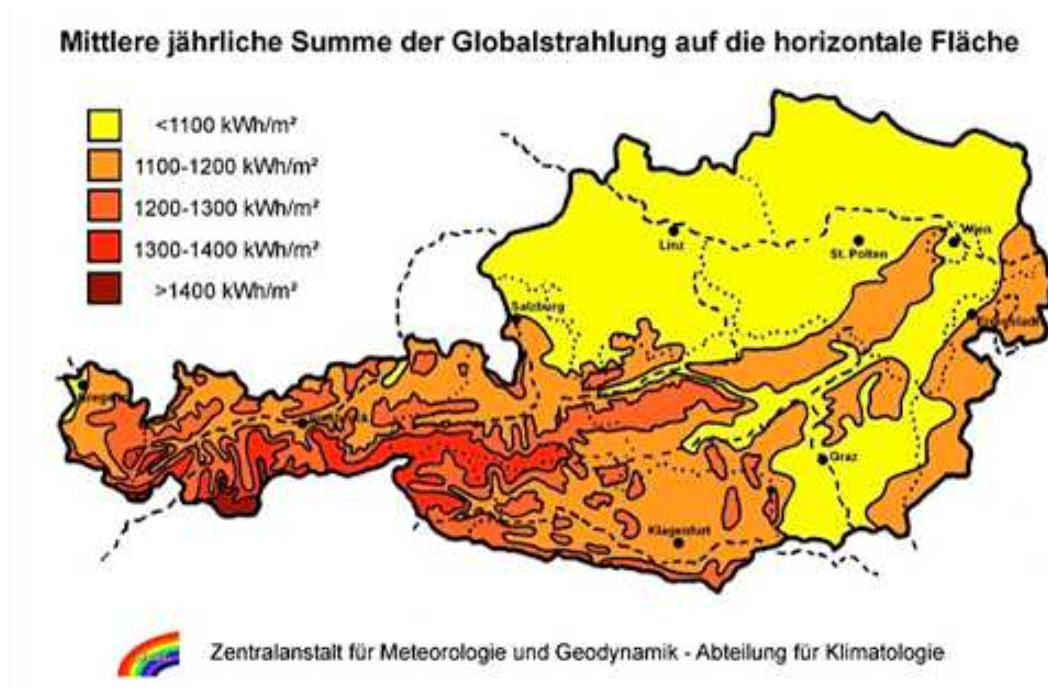 Mittlere jährliche Summe der Globalstrahlung auf die horizontale Fläche
<1100 kWh/m²
1100-1200 kWh/m²
1200-1300 kWh/m²
1300-1400 kWh/m²
>1400 kWh/m²
Linz
St. Polten
Wien
Salzburg
Graz
Klagenfurt
Zentralanstalt für Meteorologie und Geodynamik - Abteilung für Klimatologie